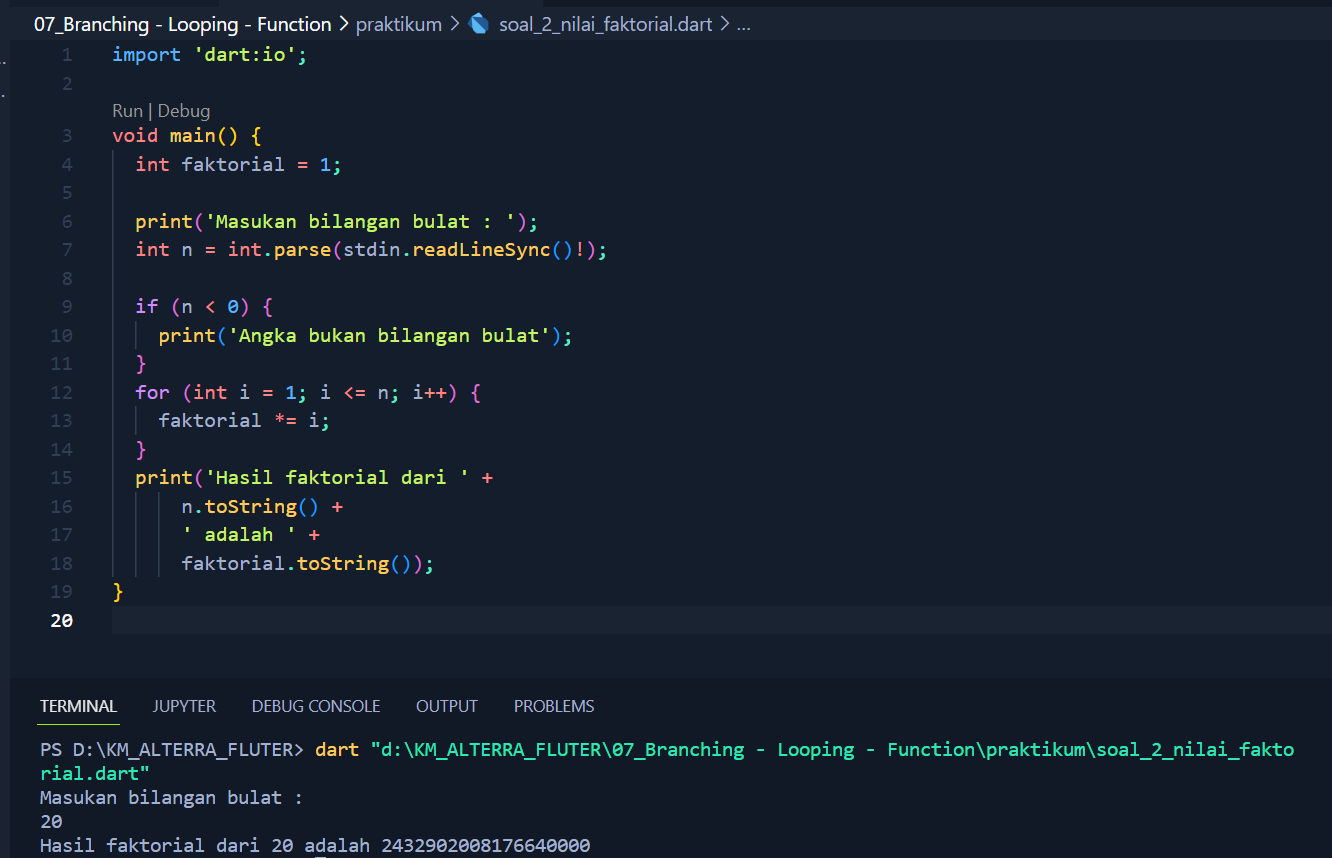 07_Branching - Looping - Function > praktikum > soal_2_nilai_faktorial.dart > ...
1 import 'dart:io';
2
Run | Debug
3 void main() {
4 int faktorial = 1;
5
6 print('Masukan bilangan bulat : ');
7 int n = int.parse(stdin.readLineSync()!);
8
9 if (n < 0) {
10 print('Angka bukan bilangan bulat');
11 }
12 for (int i = 1; i <= n; i++) {
13 faktorial *= i;
14 }
15 print('Hasil faktorial dari ' +
16 n.toString() +
17 ' adalah ' +
18 faktorial.toString());
19 }
20
TERMINAL JUPYTER DEBUG CONSOLE OUTPUT PROBLEMS
PS D:\KM_ALTERRA_FLUTER> dart "d:\KM_ALTERRA_FLUTER\07_Branching - Looping - Function\praktikum\soal_2_nilai_fakto
rial.dart"
Masukan bilangan bulat :
20
Hasil faktorial dari 20 adalah 2432902008176640000